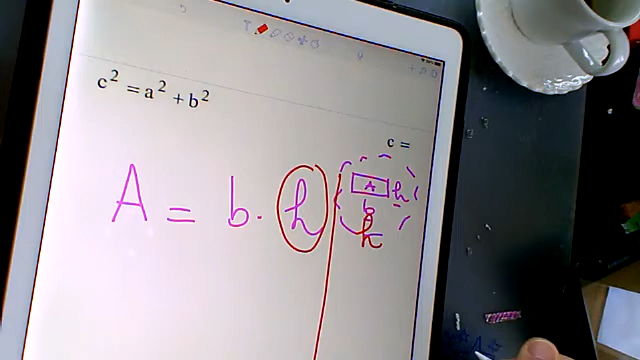 c² = a² + b²
c =
A = b · h
A h
b
h
A